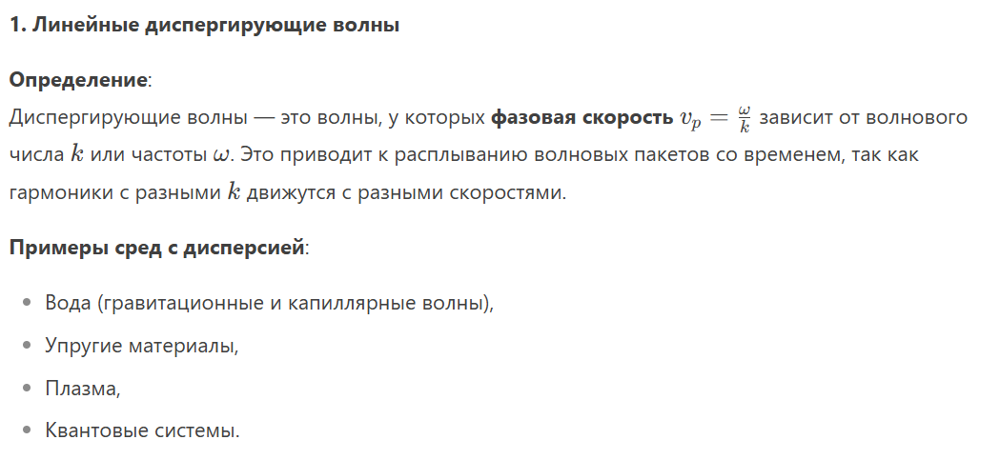 1. Линейные диспергирующие волны
Определение:
Диспергирующие волны — это волны, у которых фазовая скорость $v_p = \frac{\omega}{k}$ зависит от волнового
числа $k$ или частоты $\omega$. Это приводит к расплыванию волновых пакетов со временем, так как
гармоники с разными $k$ движутся с разными скоростями.
Примеры сред с дисперсией:
• Вода (гравитационные и капиллярные волны),
• Упругие материалы,
• Плазма,
• Квантовые системы.